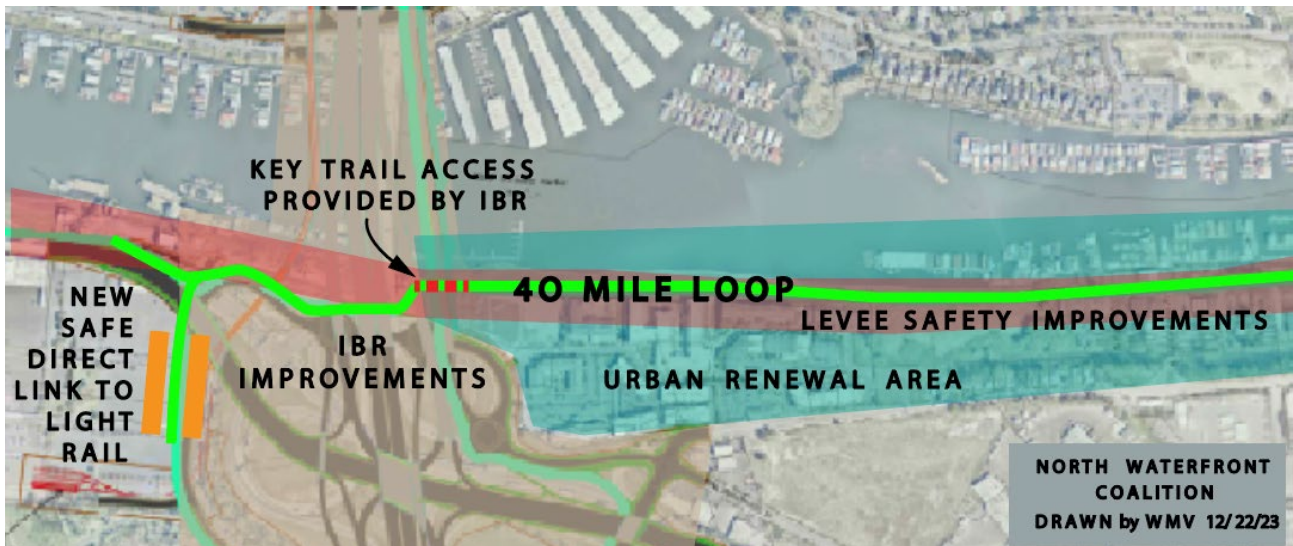 KEY TRAIL ACCESS
PROVIDED BY IBR
40 MILE LOOP
LEVEE SAFETY IMPROVEMENTS
NEW
SAFE
DIRECT
LINK TO
LIGHT
RAIL
IBR
IMPROVEMENTS
URBAN RENEWAL AREA
NORTH WATERFRONT
COALITION
DRAWN by WMV 12/22/23